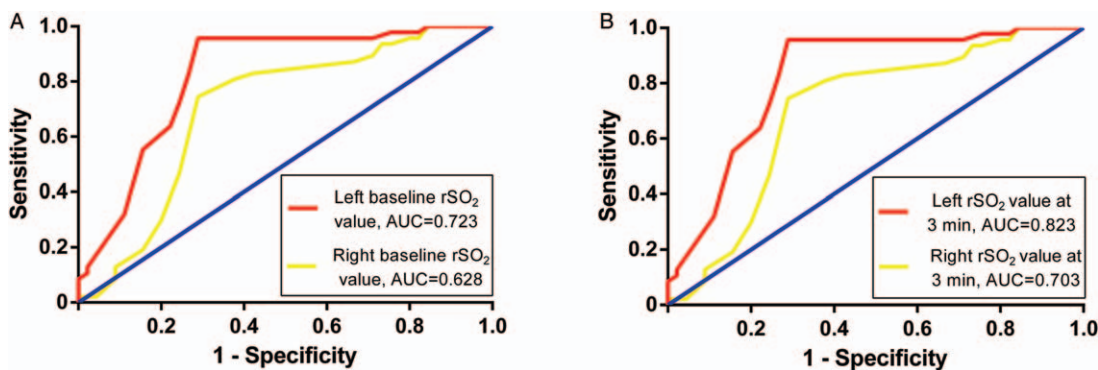 A
1.0
0.8
0.6
0.4
0.2
0
Sensitivity
0.2
0.4
0.6
0.8
1.0
1 - Specificity
Left baseline rSO₂
value, AUC=0.723
Right baseline rSO₂
value, AUC=0.628
B
1.0
0.8
0.6
0.4
0.2
0
Sensitivity
0.2
0.4
0.6
0.8
1.0
1 - Specificity
Left rSO₂ value at
3 min, AUC=0.823
Right rSO₂ value at
3 min, AUC=0.703